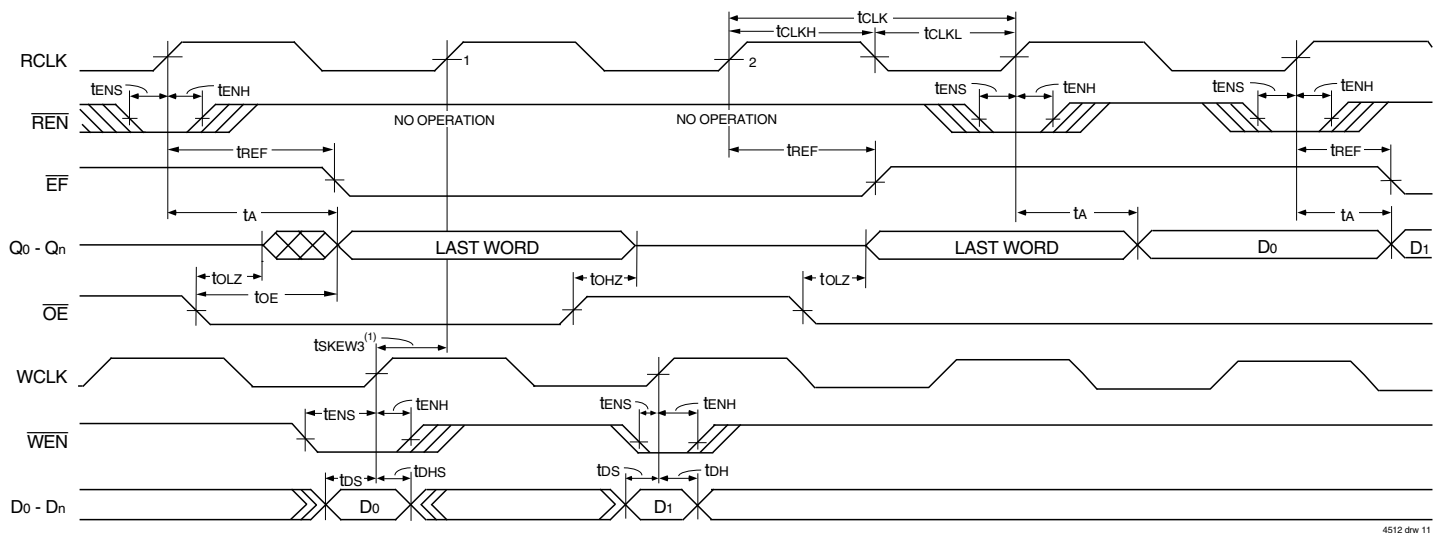 tCLK
tCLKH tCLKL
RCLK 1 2
tENS tENH tENS tENH tENS tENH
REN NO OPERATION NO OPERATION
tREF tREF tREF
EF
tA tA tA
Q0 - Qn LAST WORD LAST WORD D0 D1
tOLZ tOHZ tOLZ
tOE
OE
tSKEW3(1)
WCLK
tENS tENH tENS tENH
WEN
tDS tDHS tDS tDH
D0 - Dn D0 D1
4512 drw 11